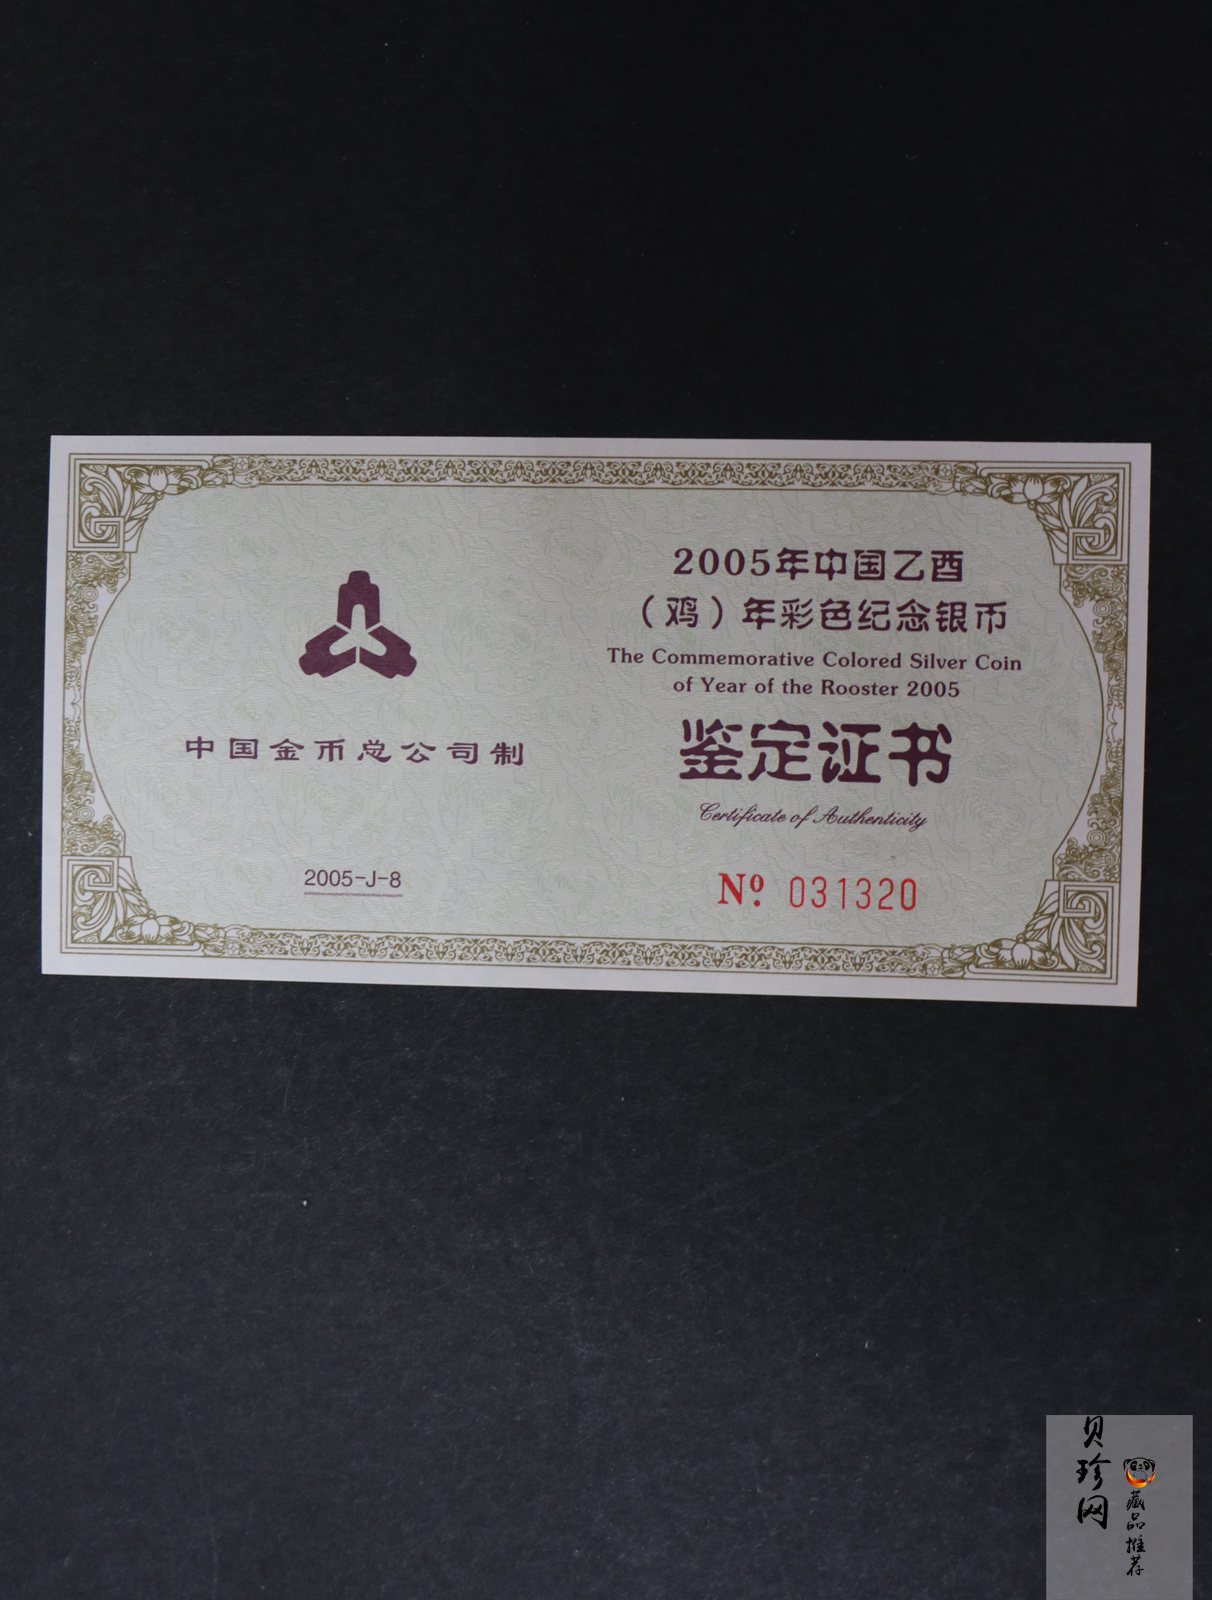 中国金币总公司制
2005-J-8
2005年中国乙酉
（鸡）年彩色纪念银币
The Commemorative Colored Silver Coin
of Year of the Rooster 2005
鉴定证书
Certificate of Authenticity
Nº 031320
贝珍网
藏品推荐